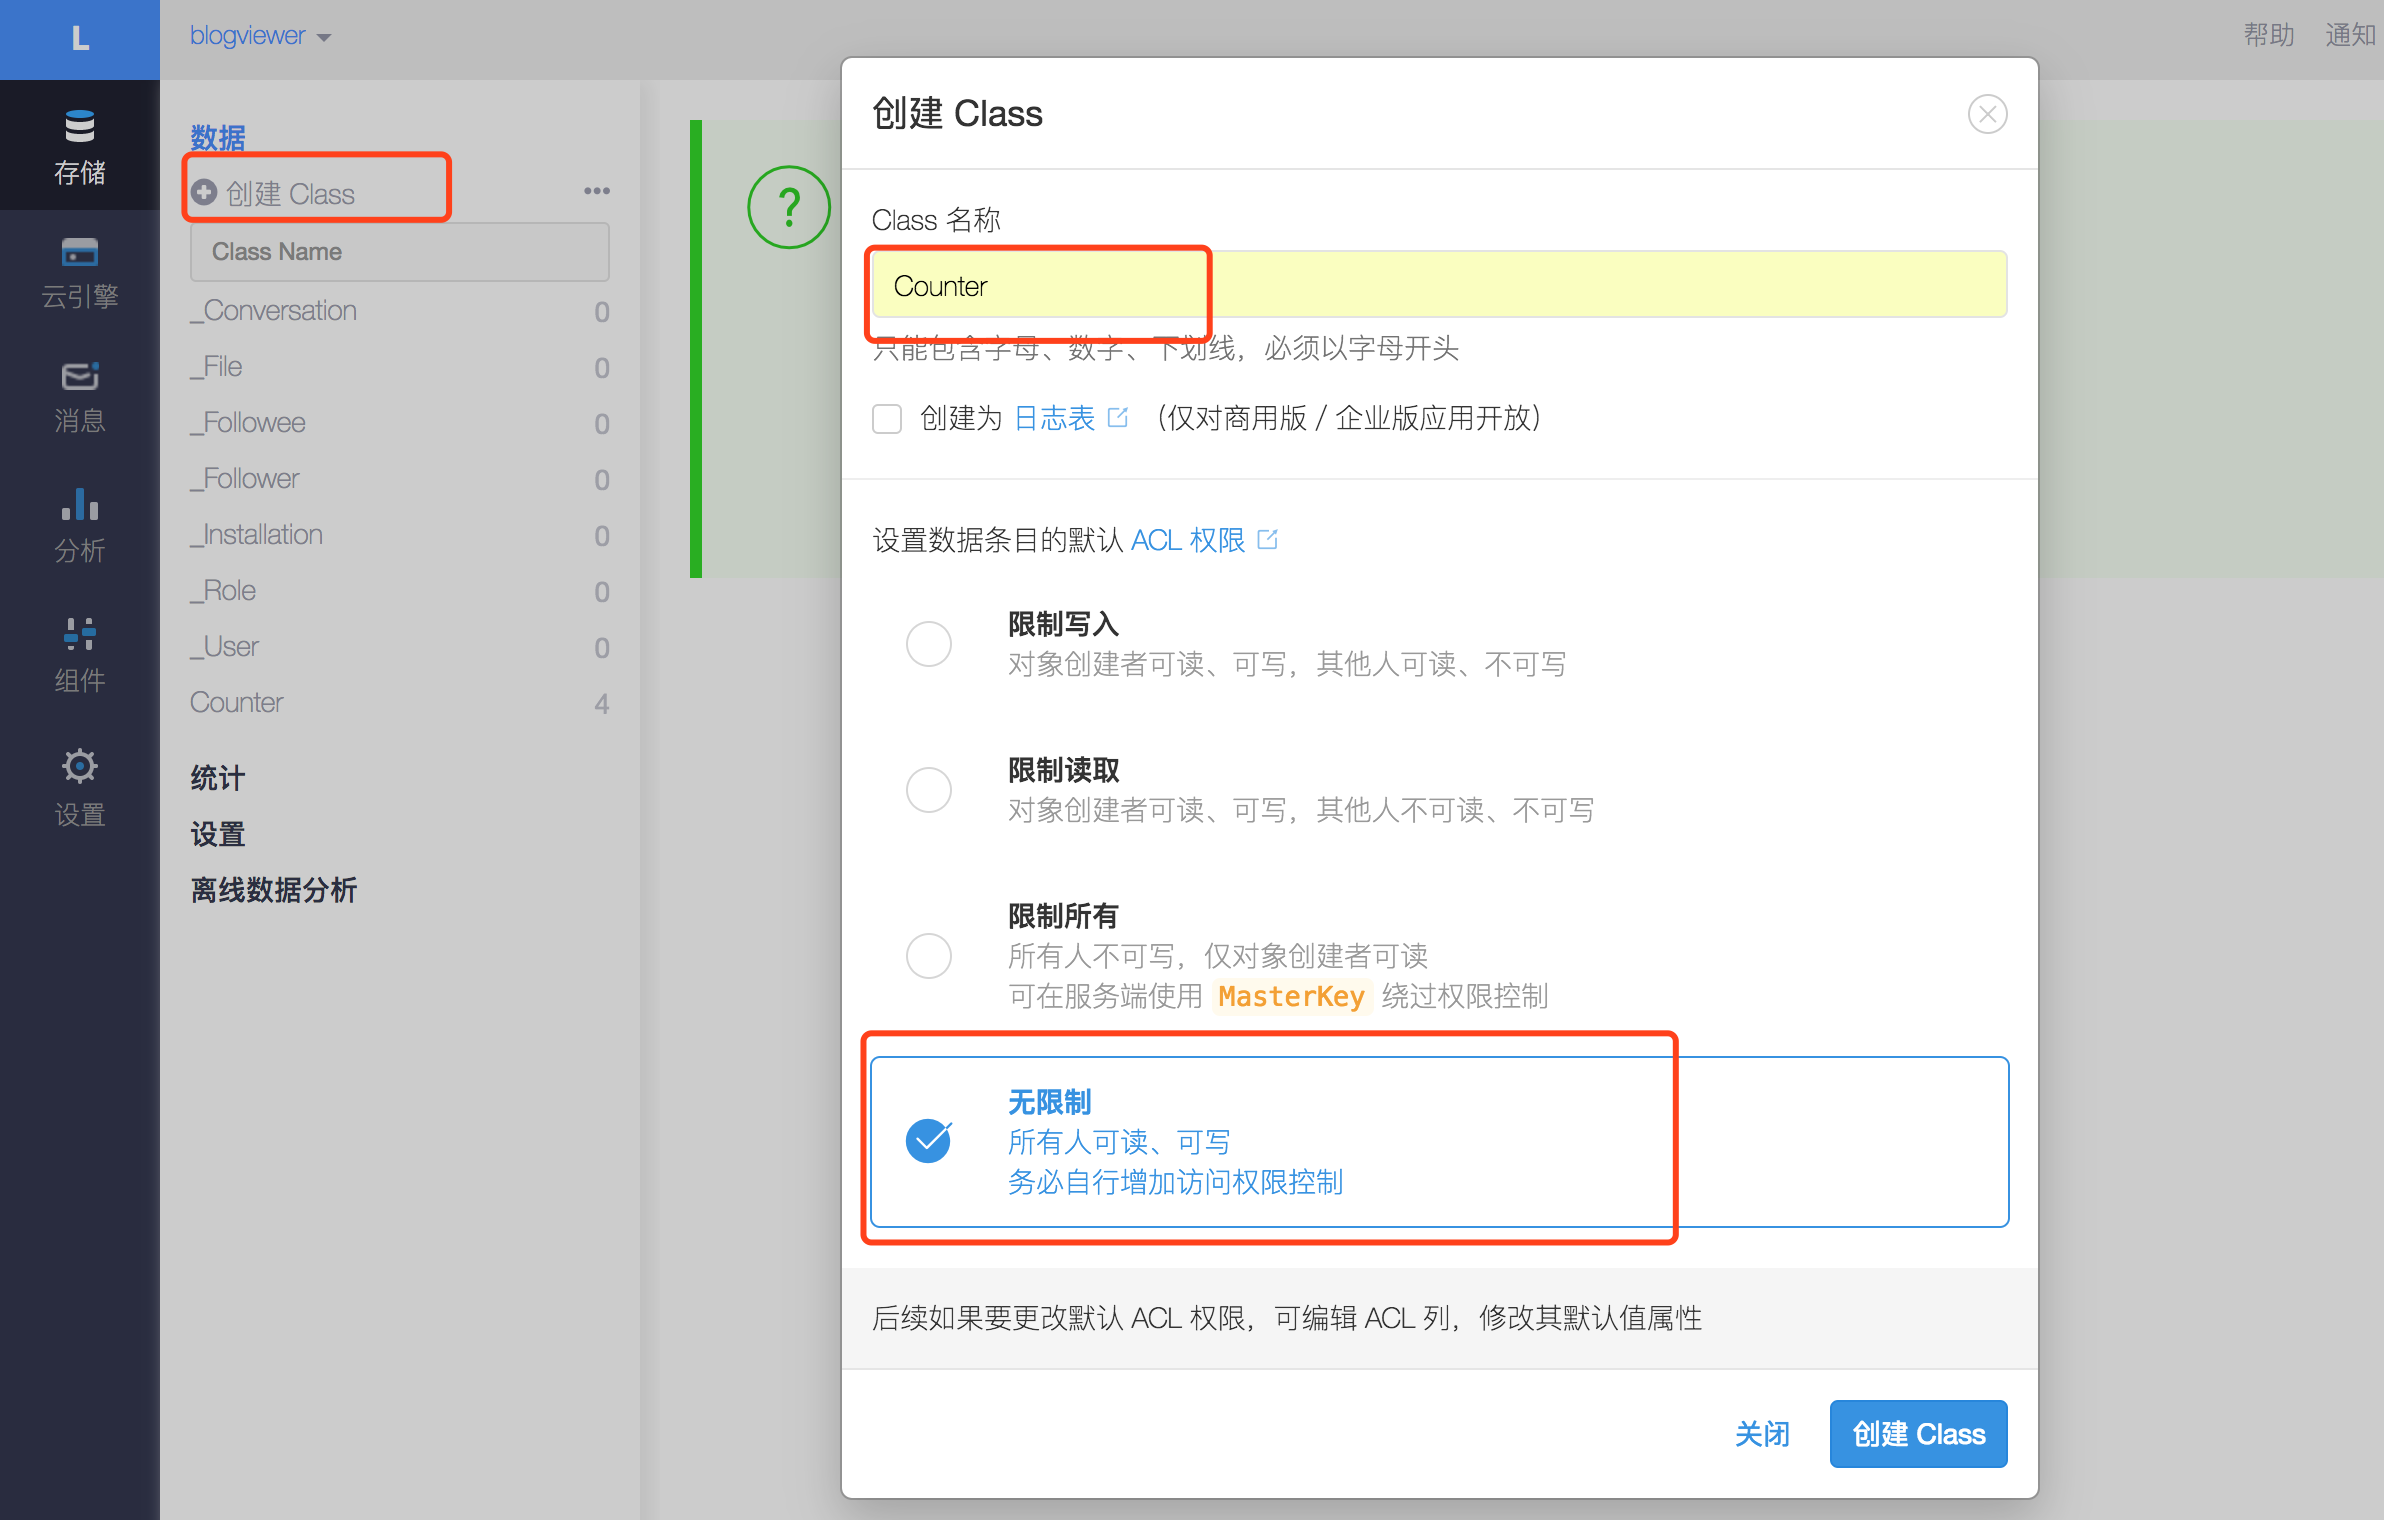 L
blogviewer
帮助 通知
存储
云引擎
消息
分析
组件
设置
数据
创建 Class
Class Name
_Conversation 0
_File 0
_Followee 0
_Follower 0
_Installation 0
_Role 0
_User 0
Counter 4
统计
设置
离线数据分析
?
创建 Class
Class 名称
Counter
只能包含字母、数字、下划线，必须以字母开头
创建为 日志表 （仅对商用版 / 企业版应用开放）
设置数据条目的默认 ACL 权限
限制写入
对象创建者可读、可写，其他人可读、不可写
限制读取
对象创建者可读、可写，其他人不可读、不可写
限制所有
所有人不可写，仅对象创建者可读
可在服务端使用 MasterKey 绕过权限控制
无限制
所有人可读、可写
务必自行增加访问权限控制
后续如果要更改默认 ACL 权限，可编辑 ACL 列，修改其默认值属性
关闭 创建 Class